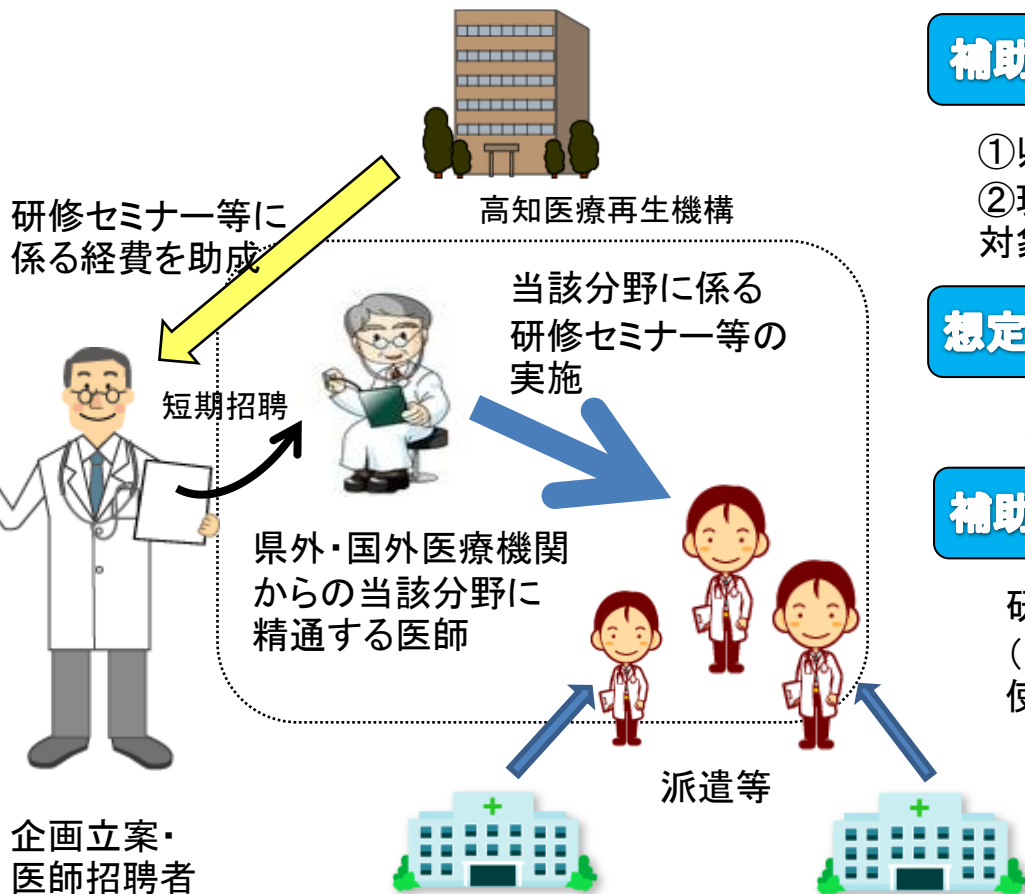 高知医療再生機構
研修セミナー等に
係る経費を助成
当該分野に係る
研修セミナー等の
実施
短期招聘
県外・国外医療機関
からの当該分野に
精通する医師
派遣等
企画立案・
医師招聘者
補助
①
②
対象
想定
補助
研
（
使